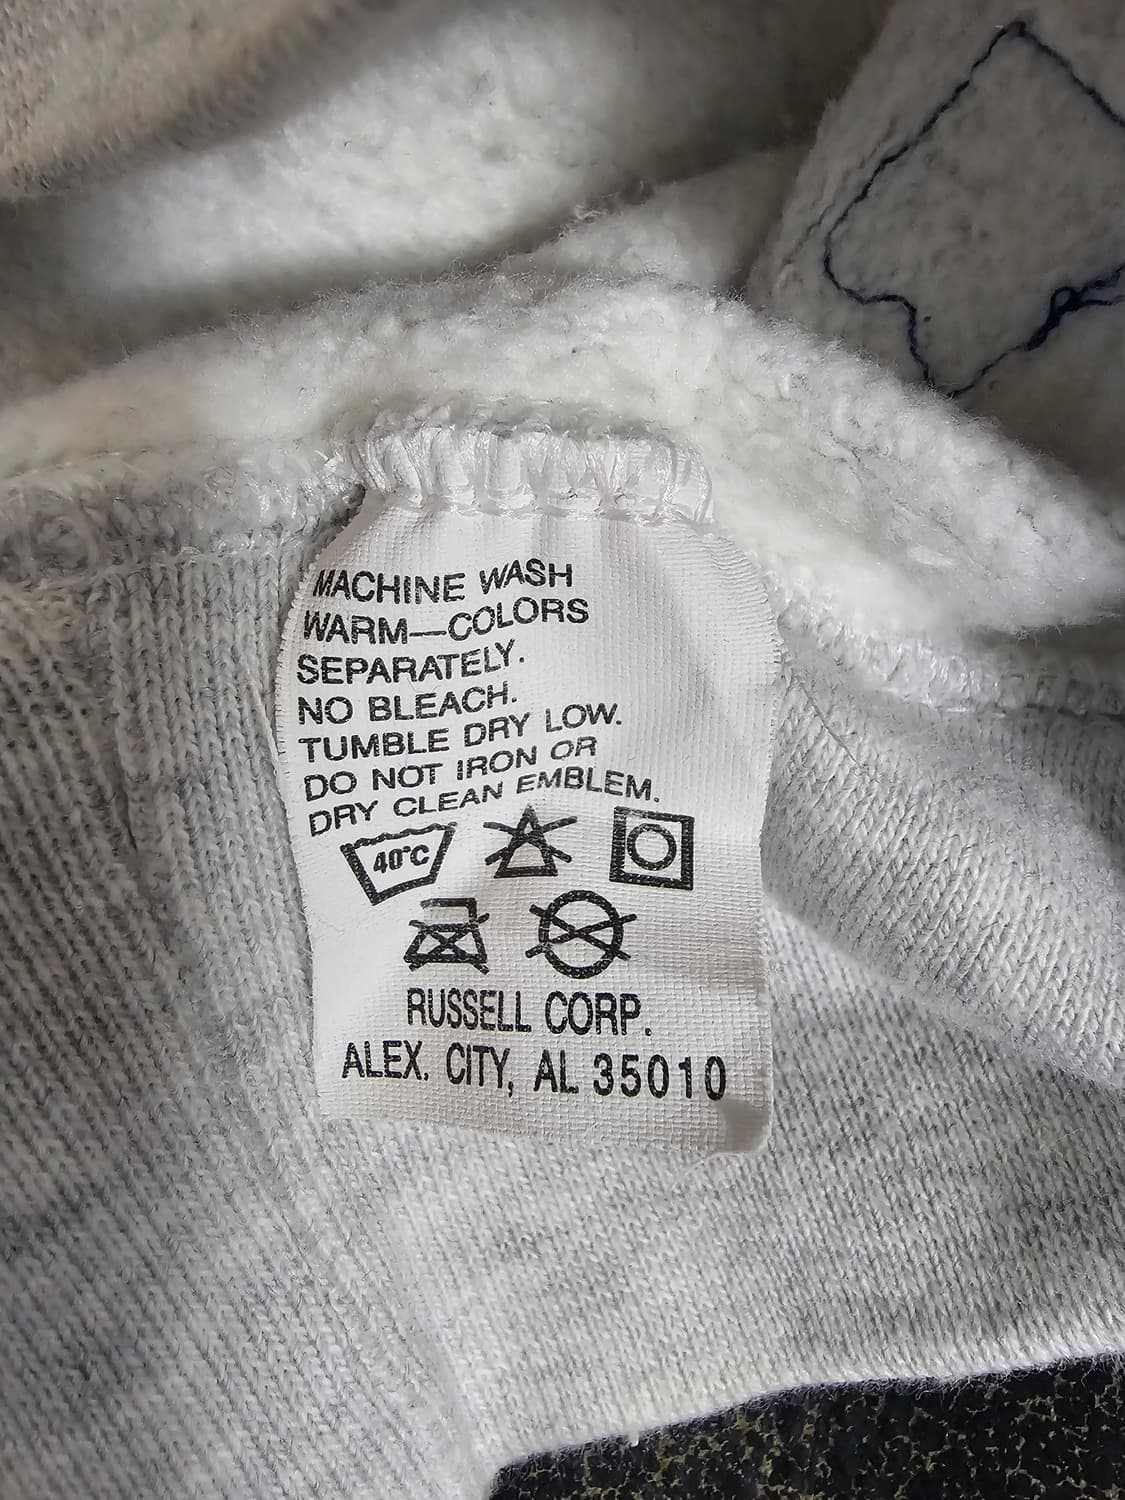 MACHINE WASH
WARM—COLORS
SEPARATELY.
NO BLEACH.
TUMBLE DRY LOW.
DO NOT IRON OR
DRY CLEAN EMBLEM.
40°C
RUSSELL CORP.
ALEX. CITY, AL 35010